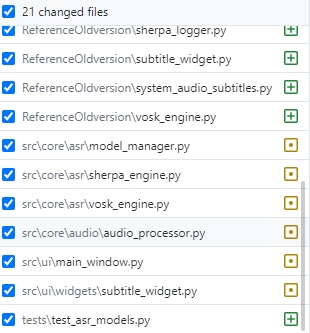 21 changed files
ReferenceOldversion\sherpa_logger.py
ReferenceOldversion\subtitle_widget.py
ReferenceOldversion\system_audio_subtitles.py
ReferenceOldversion\vosk_engine.py
src\core\asr\model_manager.py
src\core\asr\sherpa_engine.py
src\core\asr\vosk_engine.py
src\core\audio\audio_processor.py
src\ui\main_window.py
src\ui\widgets\subtitle_widget.py
tests\test_asr_models.py